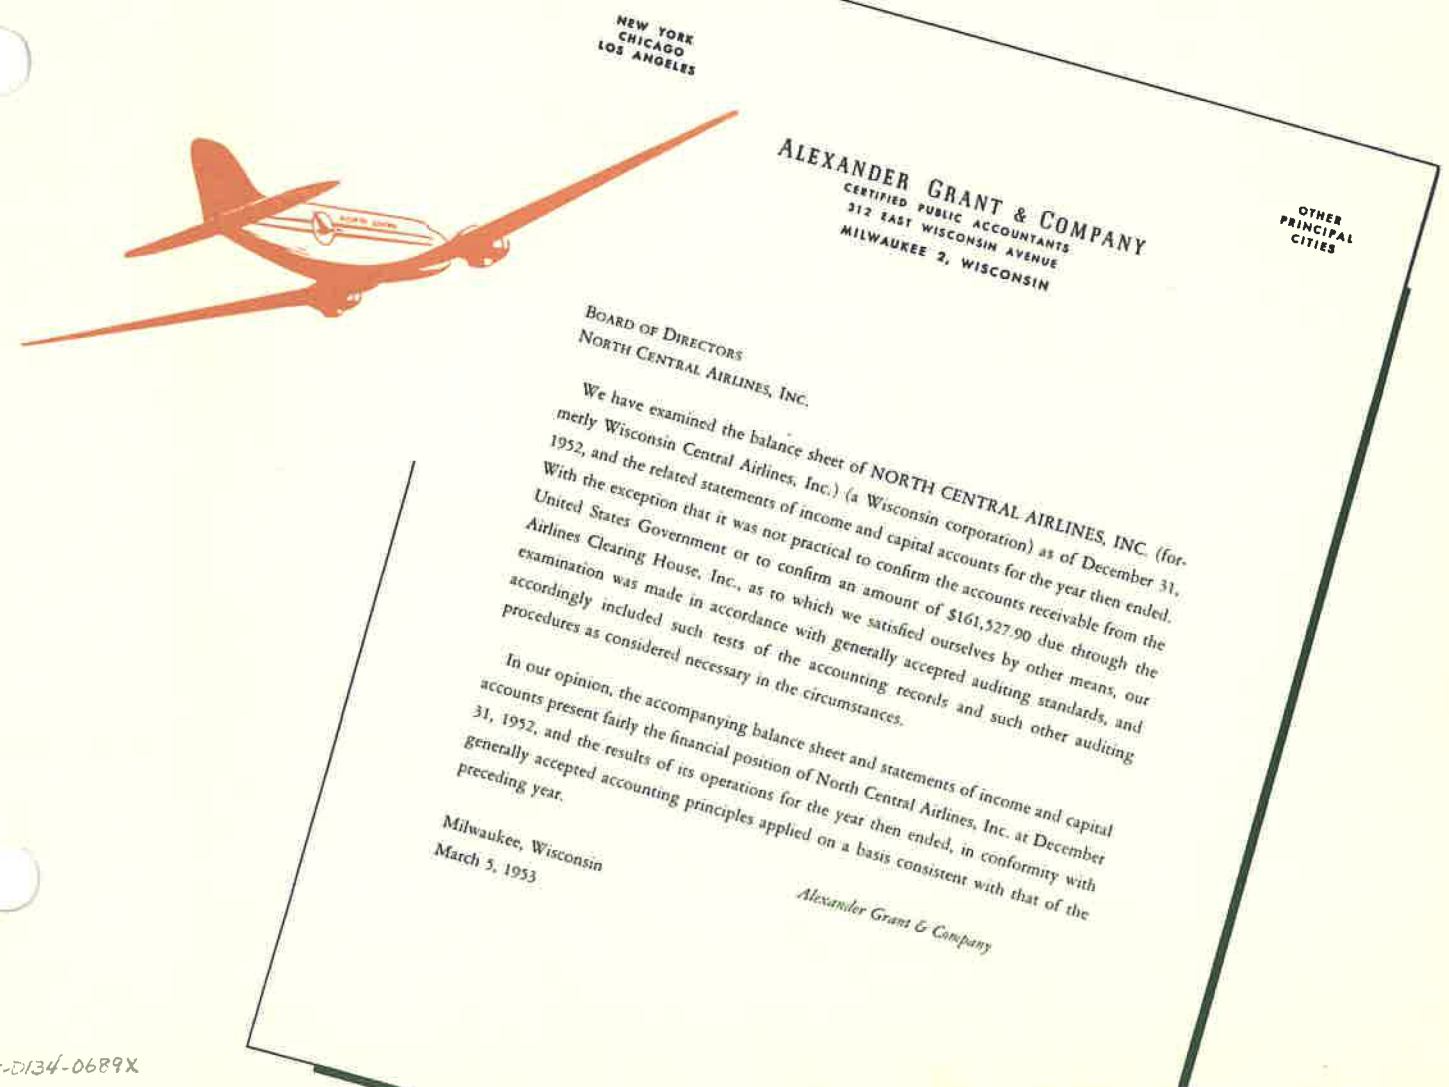 NEW YORK
CHICAGO
LOS ANGELES
ALEXANDER GRANT & COMPANY
CERTIFIED PUBLIC ACCOUNTANTS
312 EAST WISCONSIN AVENUE
MILWAUKEE 2, WISCONSIN
OTHER
PRINCIPAL
CITIES
NORTH CENTRAL
BOARD OF DIRECTORS
NORTH CENTRAL AIRLINES, INC.
We have examined the balance sheet of NORTH CENTRAL AIRLINES, INC. (for-
merly Wisconsin Central Airlines, Inc.) (a Wisconsin corporation) as of December 31,
1952, and the related statements of income and capital accounts for the year then ended.
With the exception that it was not practical to confirm the accounts receivable from the
United States Government or to confirm an amount of $161,527.90 due through the
Airlines Clearing House, Inc., as to which we satisfied ourselves by other means, our
examination was made in accordance with generally accepted auditing standards, and
accordingly included such tests of the accounting records and such other auditing
procedures as considered necessary in the circumstances.
In our opinion, the accompanying balance sheet and statements of income and capital
accounts present fairly the financial position of North Central Airlines, Inc. at December
31, 1952, and the results of its operations for the year then ended, in conformity with
generally accepted accounting principles applied on a basis consistent with that of the
preceding year.
Milwaukee, Wisconsin
March 5, 1953
Alexander Grant & Company
-D134-0689X